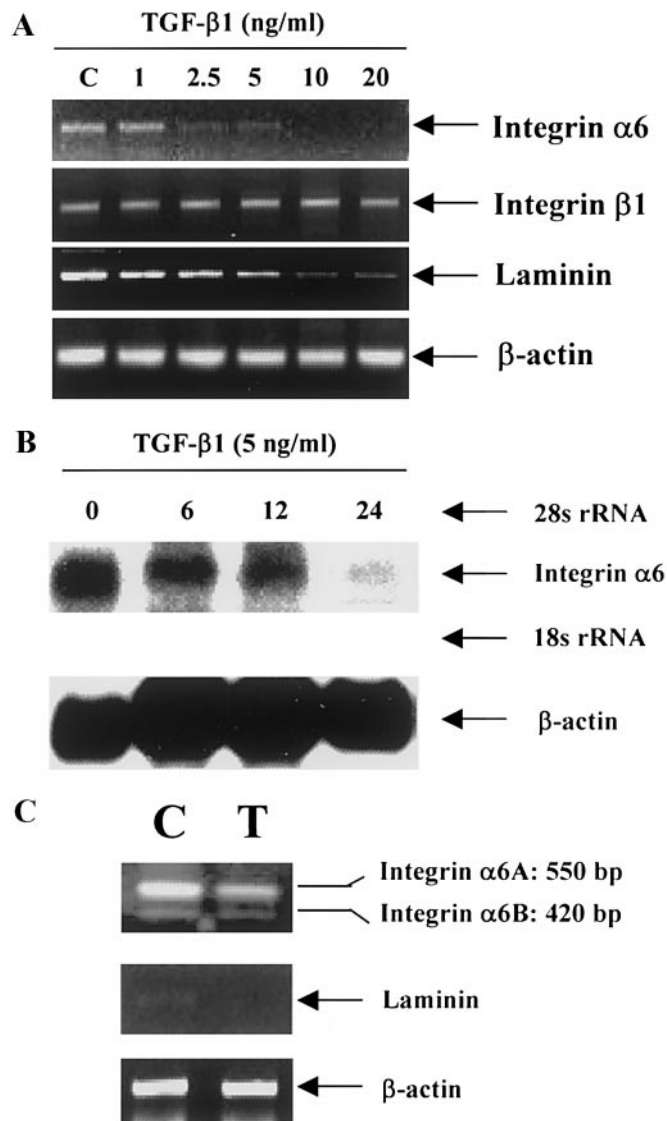 A
TGF-β1 (ng/ml)
C 1 2.5 5 10 20
Integrin α6
Integrin β1
Laminin
β-actin
B
TGF-β1 (5 ng/ml)
0 6 12 24
28s rRNA
Integrin α6
18s rRNA
β-actin
C
C T
Integrin α6A: 550 bp
Integrin α6B: 420 bp
Laminin
β-actin